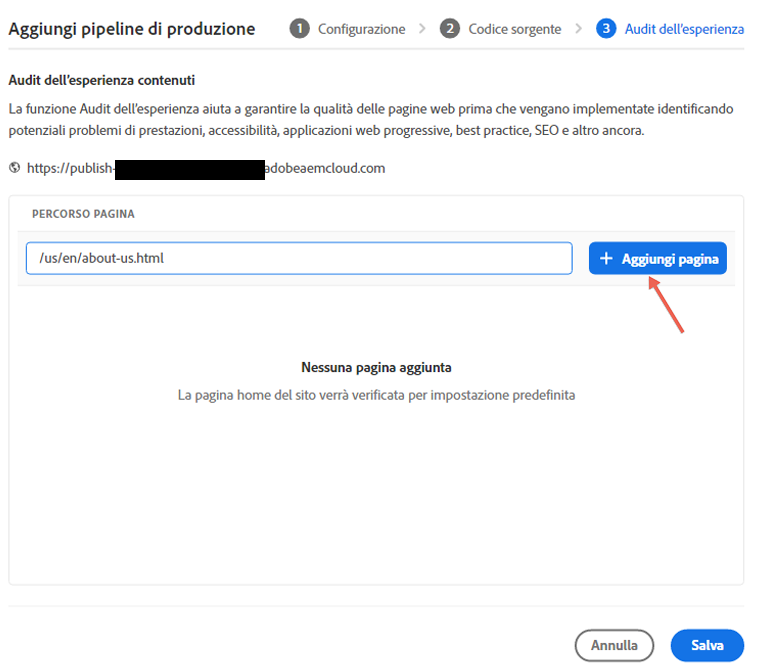 Aggiungi pipeline di produzione 1 Configurazione > 2 Codice sorgente > 3 Audit dell'esperienza
Audit dell'esperienza contenuti
La funzione Audit dell'esperienza aiuta a garantire la qualità delle pagine web prima che vengano implementate identificando
potenziali problemi di prestazioni, accessibilità, applicazioni web progressive, best practice, SEO e altro ancora.
https://publish- adobeaemcloud.com
PERCORSO PAGINA
/us/en/about-us.html + Aggiungi pagina
Nessuna pagina aggiunta
La pagina home del sito verrà verificata per impostazione predefinita
Annulla Salva